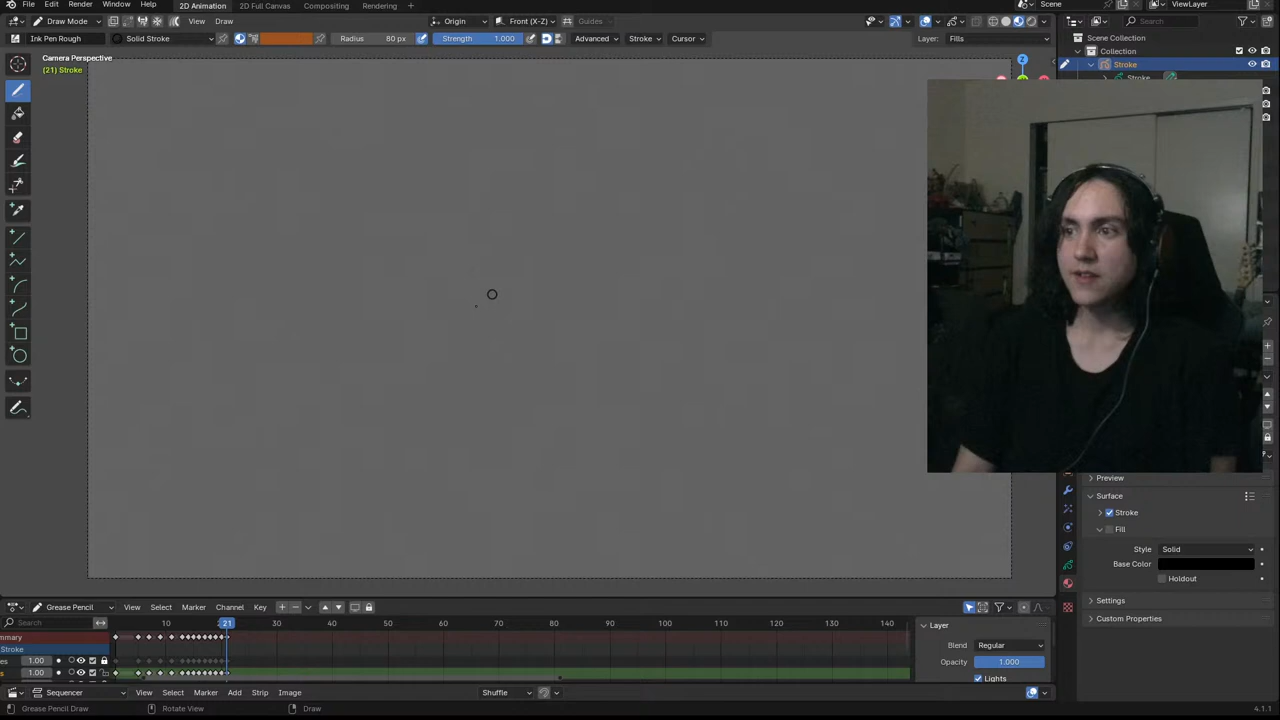 File Edit Render Window Help 2D Animation 2D Full Canvas Compositing Rendering Scene ViewLayer
Draw Mode View Draw Origin Front (X-Z) Guides
Ink Pen Rough Solid Stroke Radius 80 px Strength 1.000 Advanced Stroke Cursor Layer: Fills
Scene Collection
Collection
Stroke
Stroke
Camera Perspective
(21) Stroke
Z
Preview
Surface
Stroke
Fill
Style Solid
Base Color
Holdout
Settings
Custom Properties
Grease Pencil View Select Marker Channel Key
Search 10 21 30 40 50 60 70 80 90 100 110 120 130 140
mmary
Stroke
es 1.00
s 1.00
Layer
Blend Regular
Opacity 1.000
Lights
Sequencer View Select Marker Add Strip Image Shuffle
Grease Pencil Draw Rotate View Draw 4.1.1